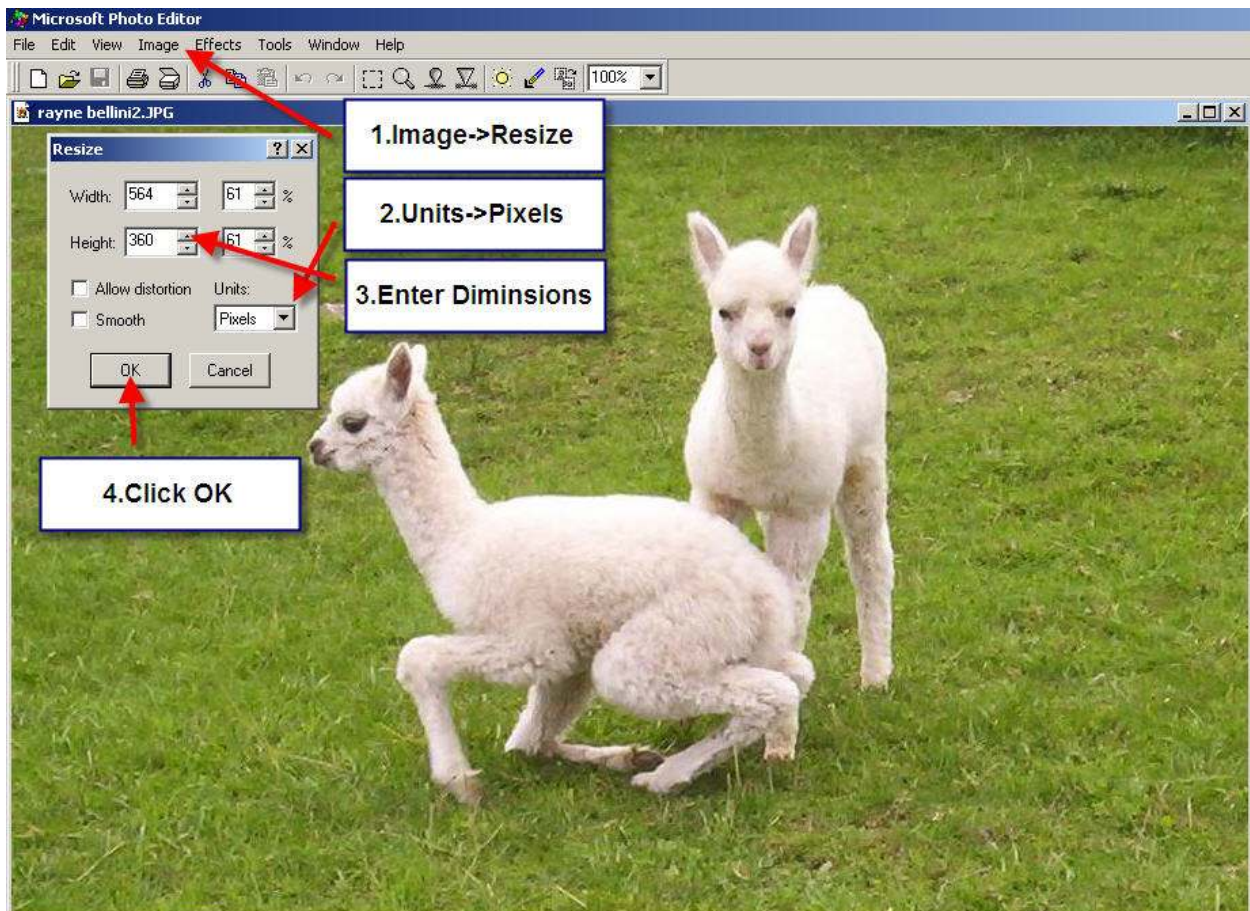 Microsoft Photo Editor
File Edit View Image Effects Tools Window Help
100%
rayne bellini2.JPG
Resize
Width: 564 61 %
Height: 360 61 %
Allow distortion Units:
Smooth Pixels
OK Cancel
1.Image->Resize
2.Units->Pixels
3.Enter Diminsions
4.Click OK